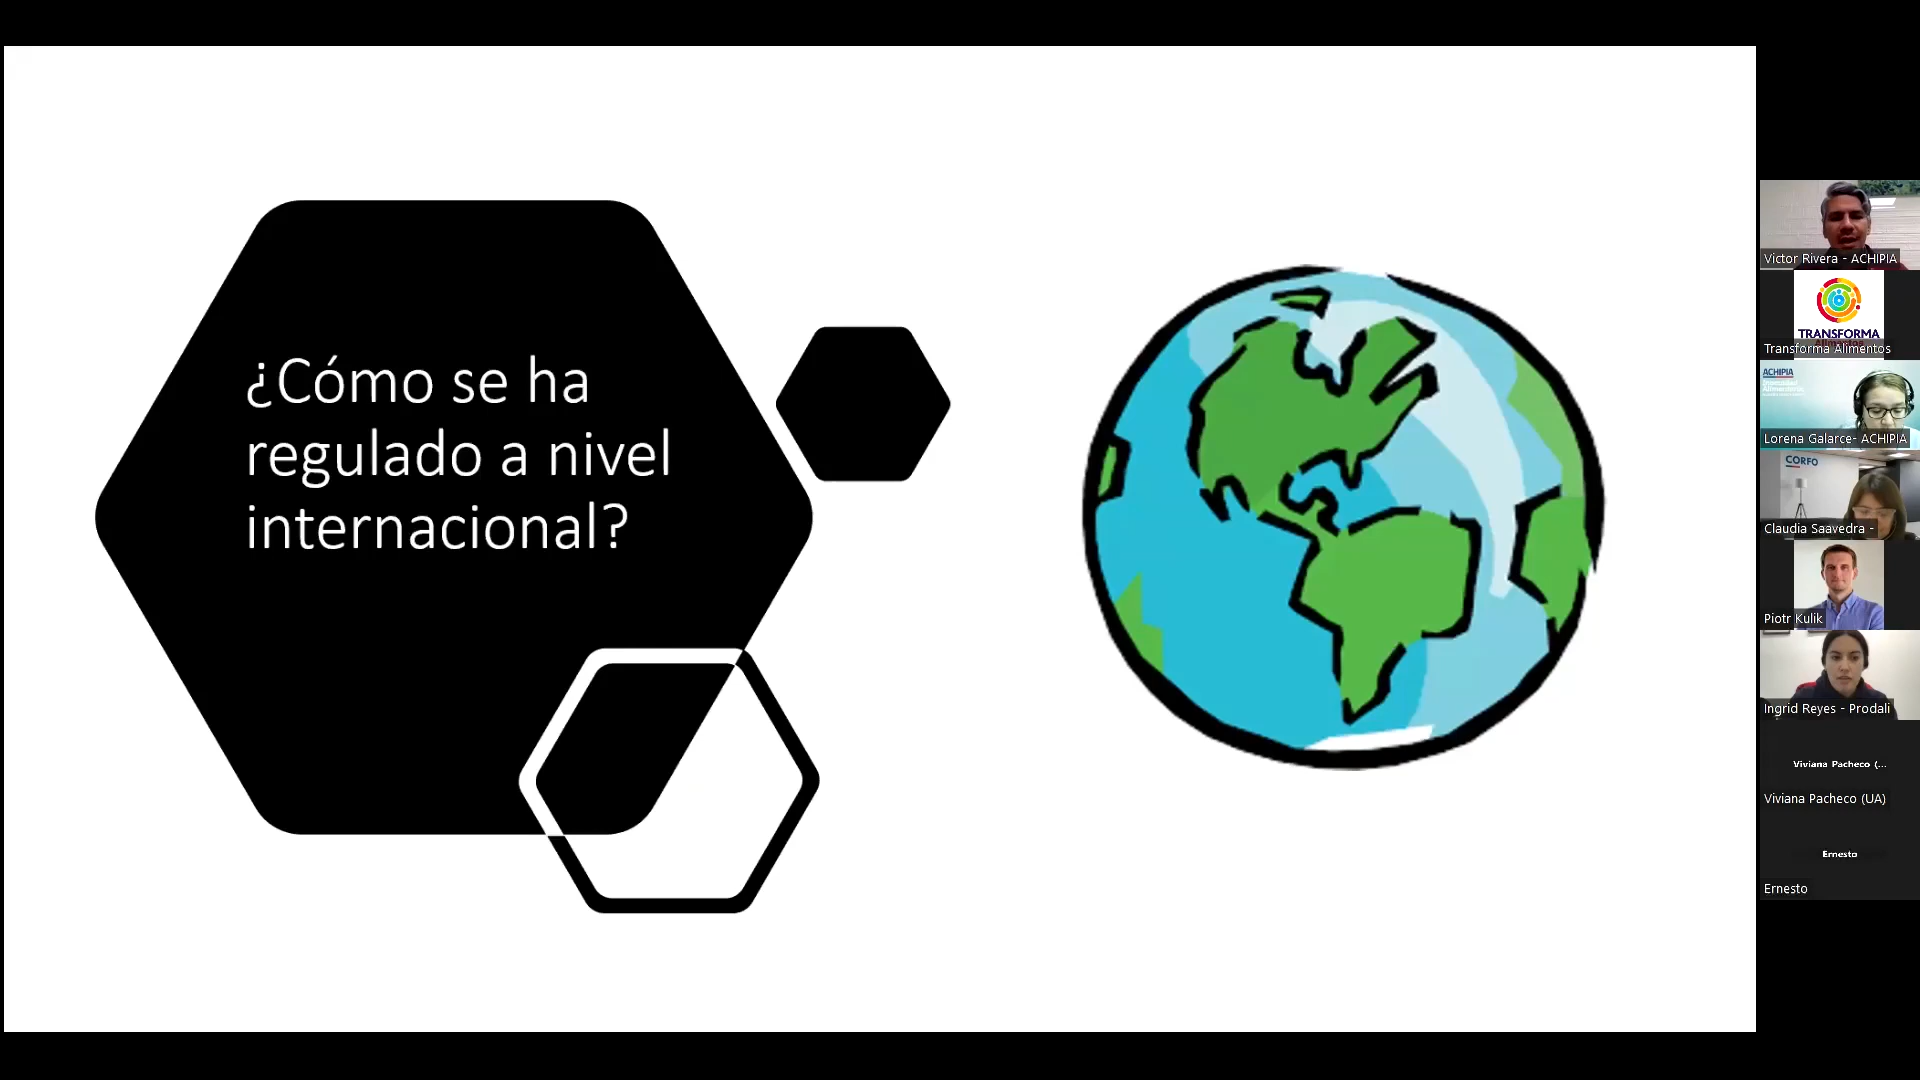 ¿Cómo se ha
regulado a nivel
internacional?
Victor Rivera - ACHIPIA
TRANSFORMA
Transforma Alimentos
ACHIPIA
Lorena Galarce- ACHIPIA
CORFO
Claudia Saavedra -
Piotr Kulik
Ingrid Reyes - Prodali
Viviana Pacheco (...
Viviana Pacheco (UA)
Ernesto
Ernesto